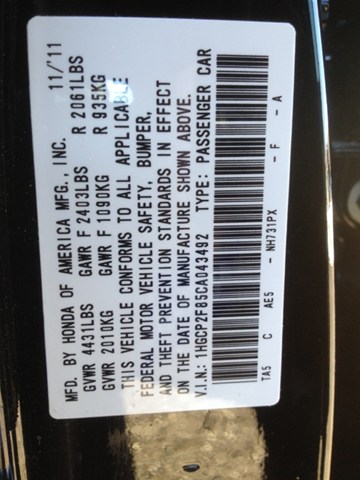 MFD. BY HONDA OF AMERICA MFG., INC. 11/'11
GVWR 4431LBS GAWR F 2403LBS R 2061LBS
GVWR 2010KG GAWR F 1090KG R 935KG
THIS VEHICLE CONFORMS TO ALL APPLICABLE
FEDERAL MOTOR VEHICLE SAFETY, BUMPER,
AND THEFT PREVENTION STANDARDS IN EFFECT
ON THE DATE OF MANUFACTURE SHOWN ABOVE.
V.I.N.: 1HGCP2F85CA043492 TYPE: PASSENGER CAR
TA5 C AE5 - NH731PX - F - A